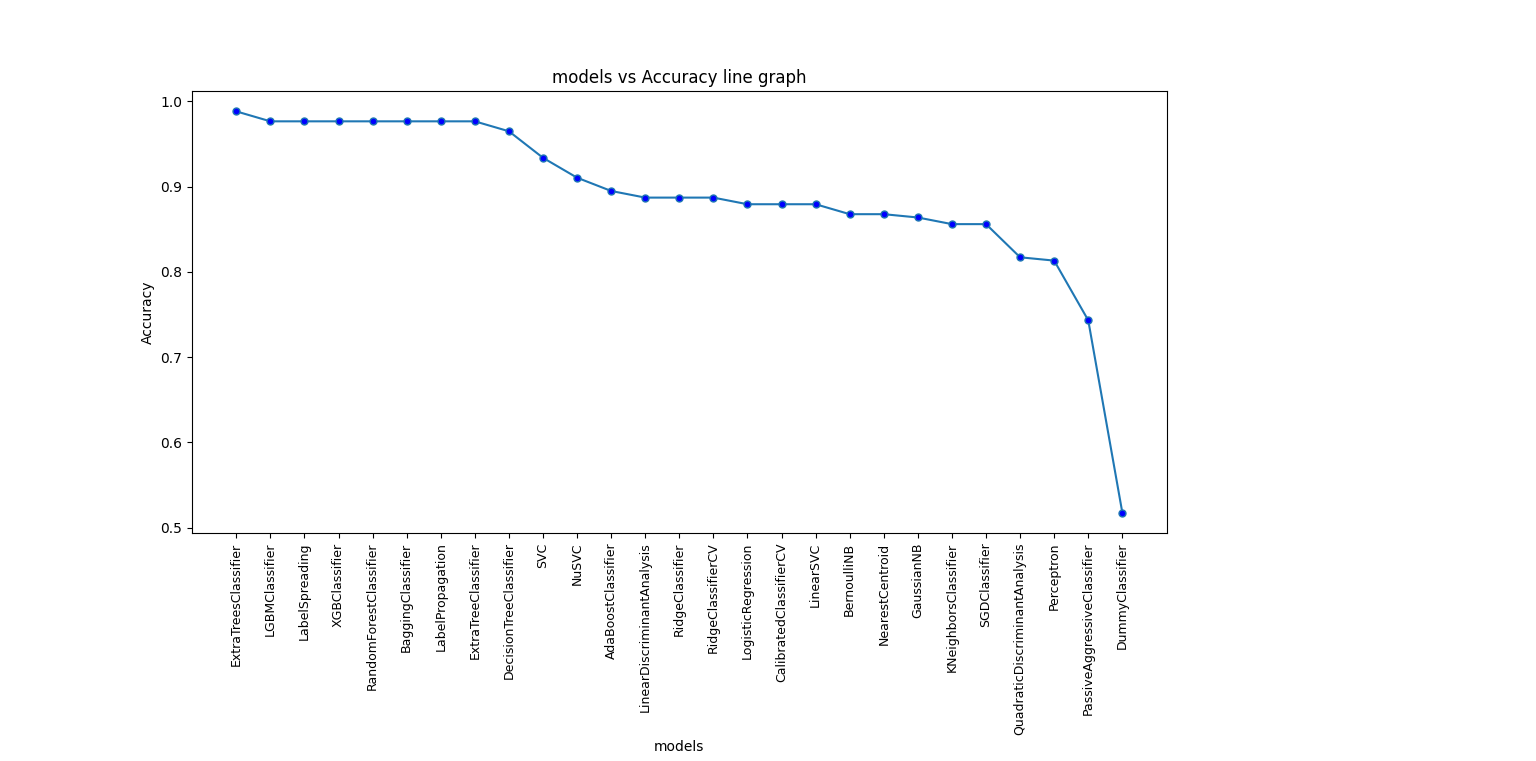 models vs Accuracy line graph
1.0
0.9
0.8
0.7
0.6
0.5
Accuracy
ExtraTreesClassifier
LGBMClassifier
LabelSpreading
XGBClassifier
RandomForestClassifier
BaggingClassifier
LabelPropagation
ExtraTreeClassifier
DecisionTreeClassifier
SVC
NuSVC
AdaBoostClassifier
LinearDiscriminantAnalysis
RidgeClassifier
RidgeClassifierCV
LogisticRegression
CalibratedClassifierCV
LinearSVC
BernoulliNB
NearestCentroid
GaussianNB
KNeighborsClassifier
SGDClassifier
QuadraticDiscriminantAnalysis
Perceptron
PassiveAggressiveClassifier
DummyClassifier
models